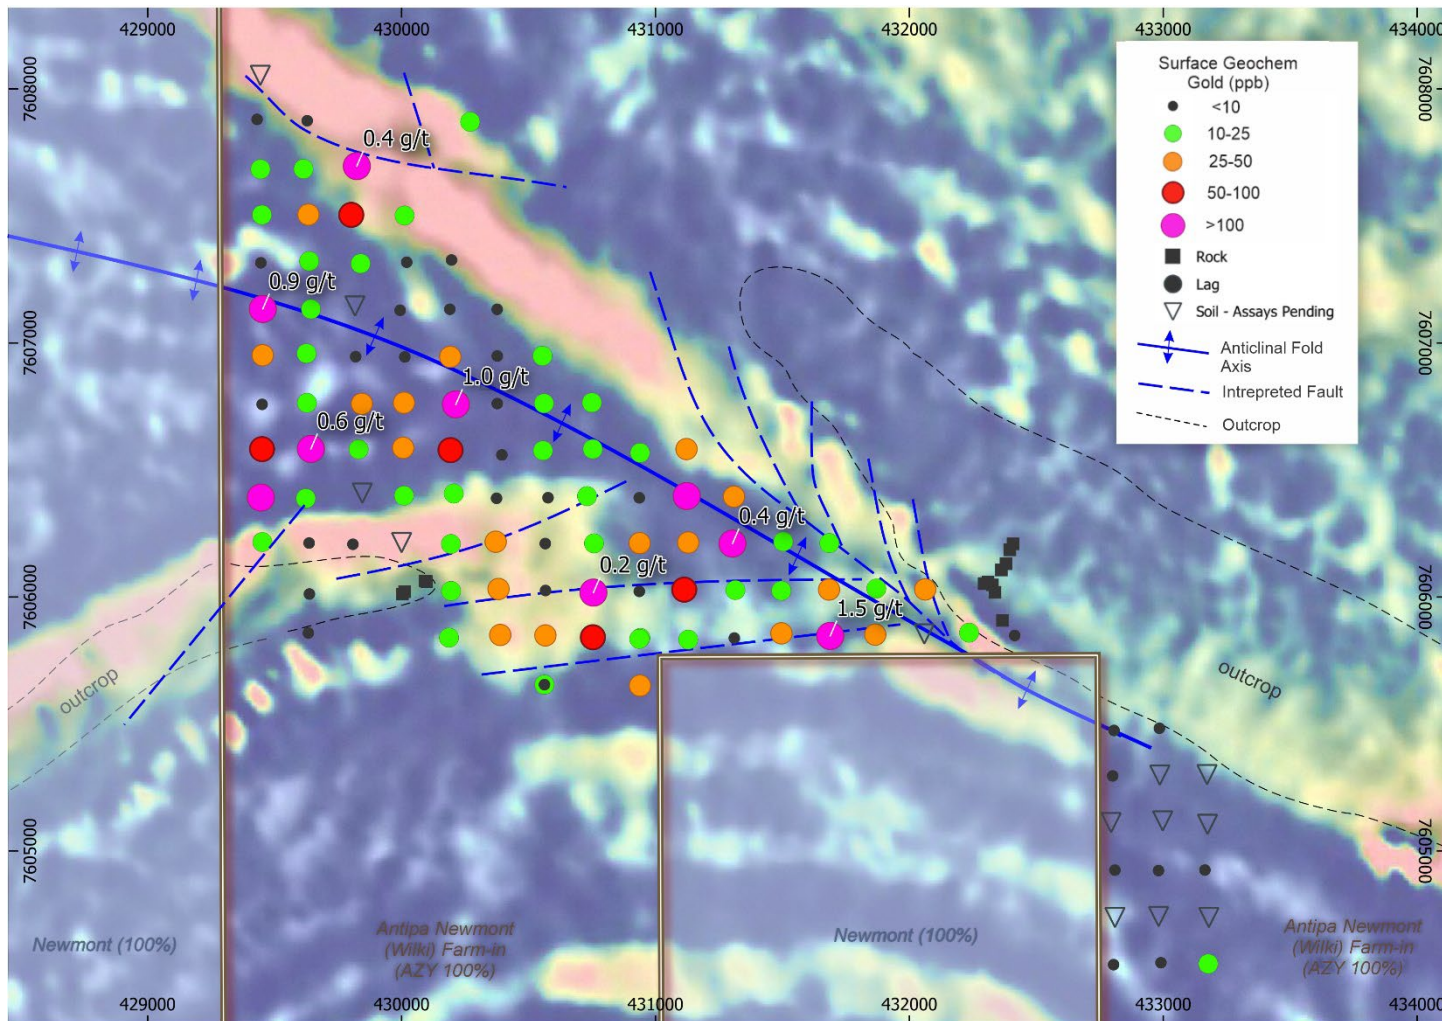 429000
430000
431000
432000
433000
434000
7608000
7608000
Surface Geochem
Gold (ppb)
<10
10-25
25-50
50-100
>100
Rock
Lag
Soil - Assays Pending
Anticlinal Fold
Axis
Intrepreted Fault
Outcrop
0.4 g/t
0.9 g/t
7607000
7607000
1.0 g/t
0.6 g/t
0.4 g/t
0.2 g/t
7606000
7606000
1.5 g/t
outcrop
outcrop
7605000
7605000
Newmont (100%)
Antipa Newmont
(Wilki) Farm-in
(AZY 100%)
Newmont (100%)
Antipa Newmont
(Wilki) Farm-in
(AZY 100%)
429000
430000
431000
432000
433000
434000